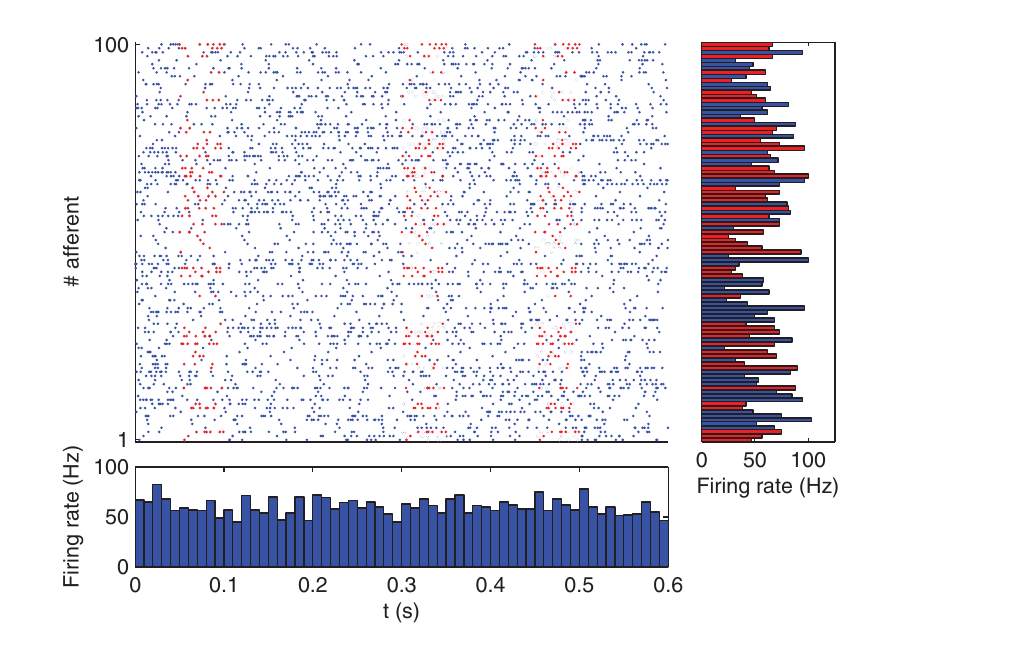 100
# afferent
1
0 50 100
Firing rate (Hz)
100
50
0
Firing rate (Hz)
0 0.1 0.2 0.3 0.4 0.5 0.6
t (s)